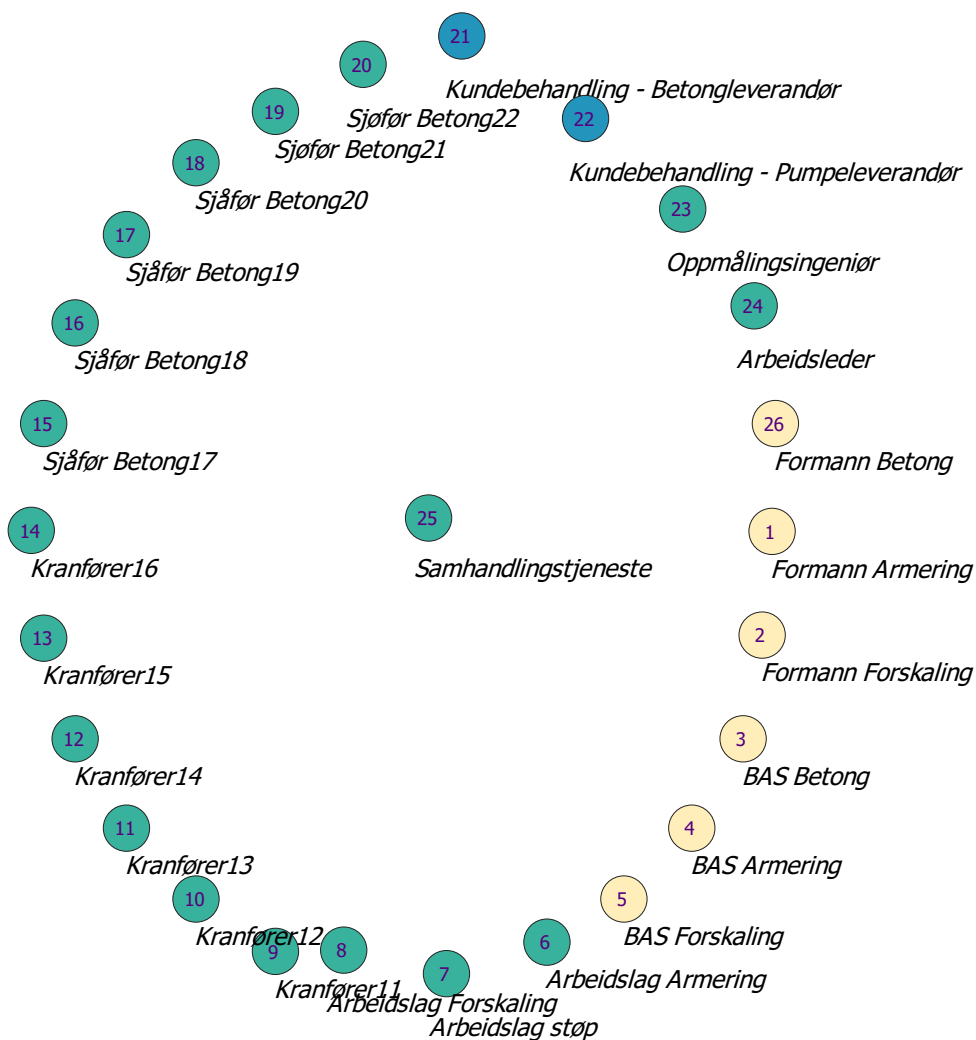 21
Kundebehandling - Betongleverandør
20
Sjøfør Betong22
22
Kundebehandling - Pumpeleverandør
19
Sjøfør Betong21
18
Sjåfør Betong20
23
Oppmålingsingeniør
17
Sjåfør Betong19
24
Arbeidsleder
16
Sjåfør Betong18
15
Sjåfør Betong17
26
Formann Betong
14
Kranfører16
25
Samhandlingstjeneste
1
Formann Armering
13
Kranfører15
2
Formann Forskaling
12
Kranfører14
3
BAS Betong
11
Kranfører13
4
BAS Armering
10
Kranfører12
5
BAS Forskaling
9
Kranfører11
8
Arbeidslag Forskaling
7
Arbeidslag støp
6
Arbeidslag Armering